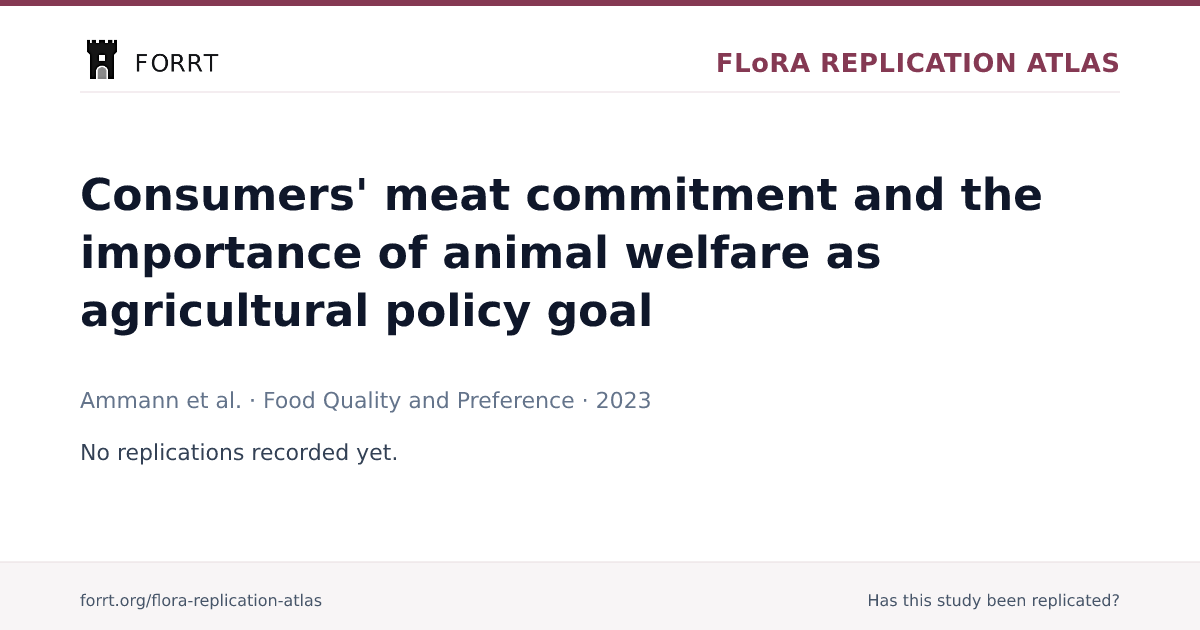 FORRT
FLoRA REPLICATION ATLAS
Consumers' meat commitment and the
importance of animal welfare as
agricultural policy goal
Ammann et al. · Food Quality and Preference · 2023
No replications recorded yet.
forrt.org/flora-replication-atlas
Has this study been replicated?